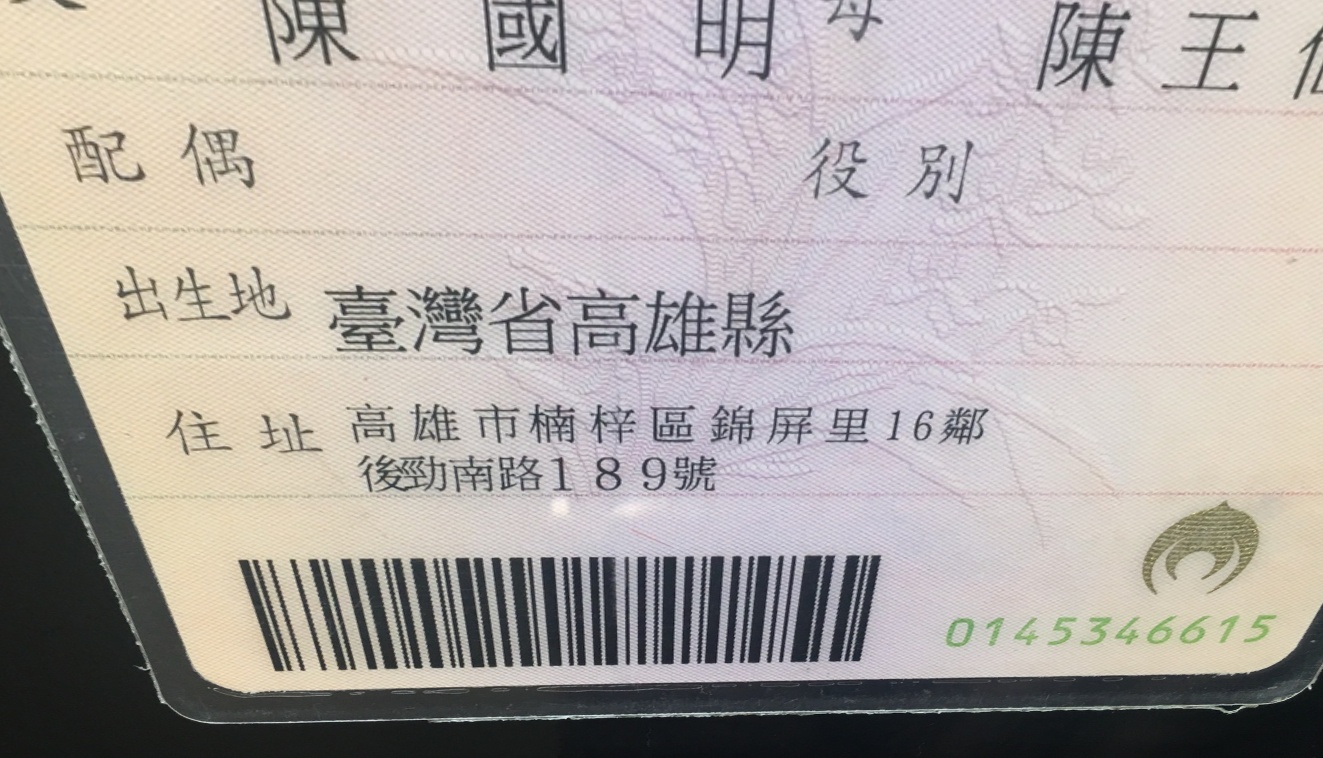 陳國明 母 陳王
配偶 役別
出生地 臺灣省高雄縣
住址 高雄市楠梓區錦屏里16鄰
後勁南路189號
0145346615